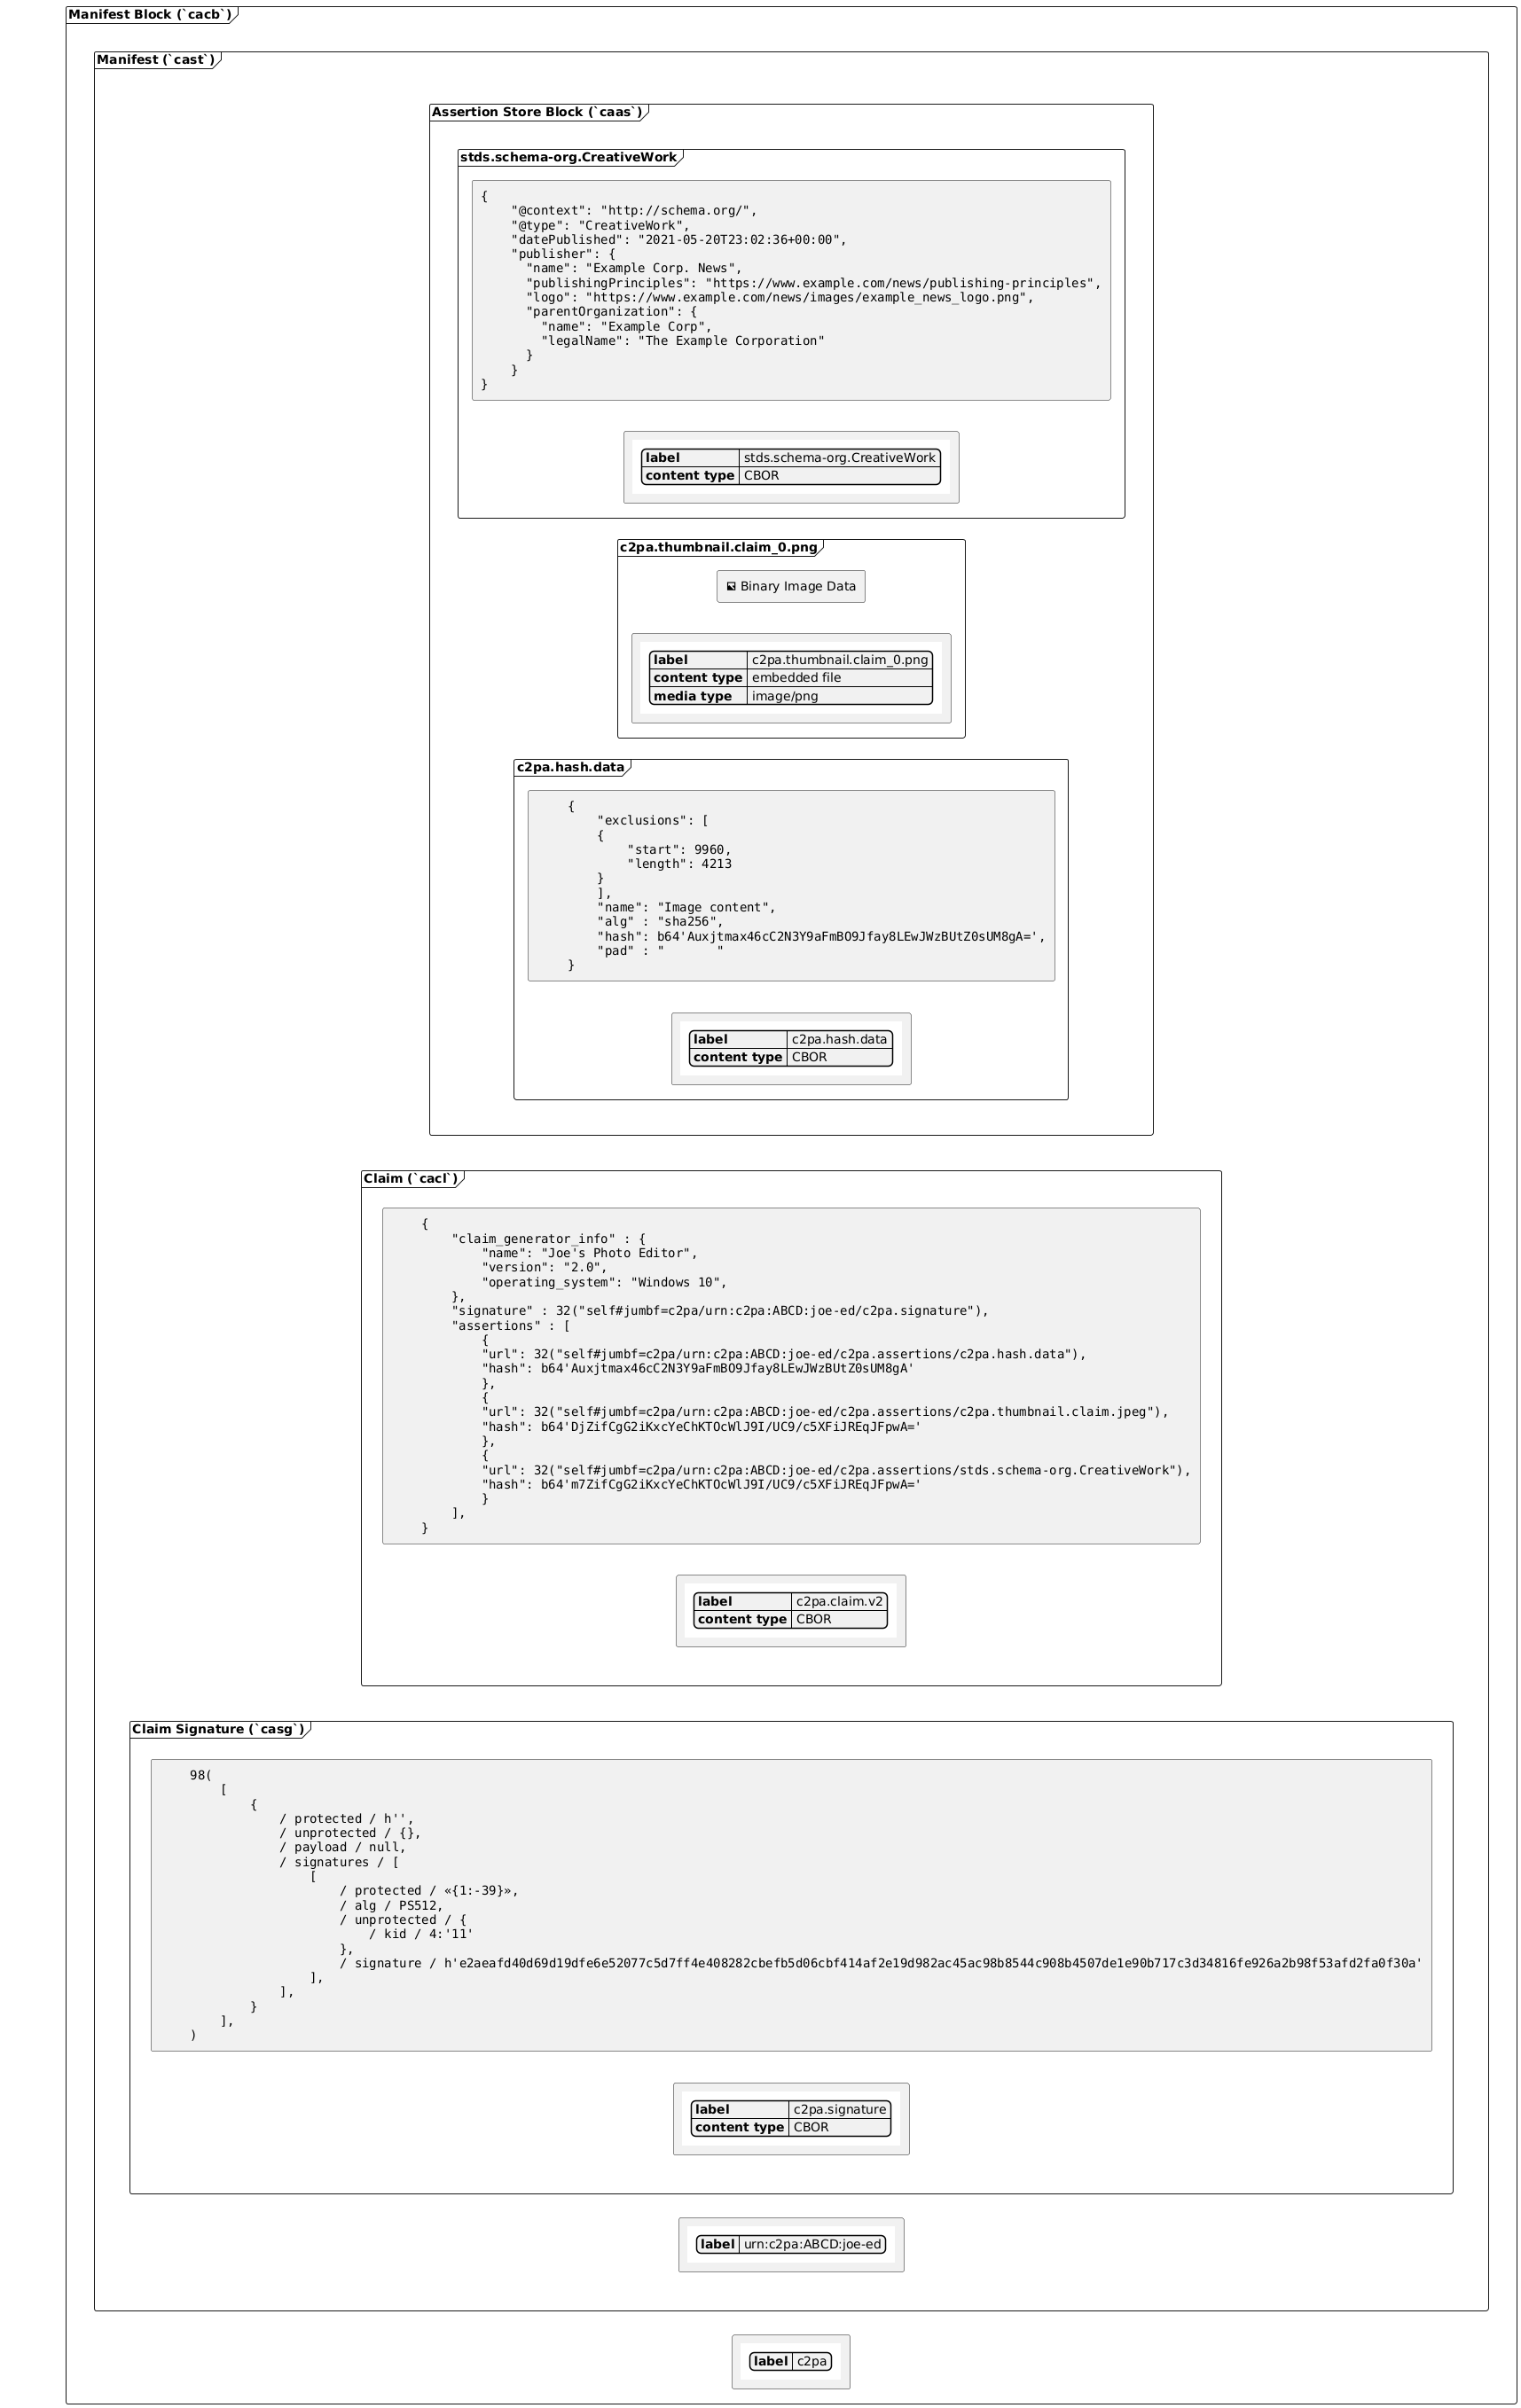 Manifest Block (`cacb`)
Manifest (`cast`)
Assertion Store Block (`caas`)
stds.schema-org.CreativeWork
{
    "@context": "http://schema.org/",
    "@type": "CreativeWork",
    "datePublished": "2021-05-20T23:02:36+00:00",
    "publisher": {
      "name": "Example Corp. News",
      "publishingPrinciples": "https://www.example.com/news/publishing-principles",
      "logo": "https://www.example.com/news/images/example_news_logo.png",
      "parentOrganization": {
        "name": "Example Corp",
        "legalName": "The Example Corporation"
      }
    }
}
label stds.schema-org.CreativeWork
content type CBOR
c2pa.thumbnail.claim_0.png
Binary Image Data
label c2pa.thumbnail.claim_0.png
content type embedded file
media type image/png
c2pa.hash.data
{
    "exclusions": [
    {
        "start": 9960,
        "length": 4213
    }
    ],
    "name": "Image content",
    "alg" : "sha256",
    "hash": b64'Auxjtmax46cC2N3Y9aFmBO9Jfay8LEwJWzBUtZ0sUM8gA=',
    "pad" : "       "
}
label c2pa.hash.data
content type CBOR
Claim (`cacl`)
{
    "claim_generator_info" : {
        "name": "Joe's Photo Editor",
        "version": "2.0",
        "operating_system": "Windows 10",
    },
    "signature" : 32("self#jumbf=c2pa/urn:c2pa:ABCD:joe-ed/c2pa.signature"),
    "assertions" : [
        {
        "url": 32("self#jumbf=c2pa/urn:c2pa:ABCD:joe-ed/c2pa.assertions/c2pa.hash.data"),
        "hash": b64'Auxjtmax46cC2N3Y9aFmBO9Jfay8LEwJWzBUtZ0sUM8gA'
        },
        {
        "url": 32("self#jumbf=c2pa/urn:c2pa:ABCD:joe-ed/c2pa.assertions/c2pa.thumbnail.claim.jpeg"),
        "hash": b64'DjZifCgG2iKxcYeChKTOcWlJ9I/UC9/c5XFiJREqJFpwA='
        },
        {
        "url": 32("self#jumbf=c2pa/urn:c2pa:ABCD:joe-ed/c2pa.assertions/stds.schema-org.CreativeWork"),
        "hash": b64'm7ZifCgG2iKxcYeChKTOcWlJ9I/UC9/c5XFiJREqJFpwA='
        }
    ],
}
label c2pa.claim.v2
content type CBOR
Claim Signature (`casg`)
98(
    [
        {
            / protected / h'',
            / unprotected / {},
            / payload / null,
            / signatures / [
                [
                    / protected / «{1:-39}»,
                    / alg / PS512,
                    / unprotected / {
                        / kid / 4:'11'
                    },
                    / signature / h'e2aeafd40d69d19dfe6e52077c5d7ff4e408282cbefb5d06cbf414af2e19d982ac45ac98b8544c908b4507de1e90b717c3d34816fe926a2b98f53afd2fa0f30a'
                ],
            ],
        }
    ],
)
label c2pa.signature
content type CBOR
label urn:c2pa:ABCD:joe-ed
label c2pa